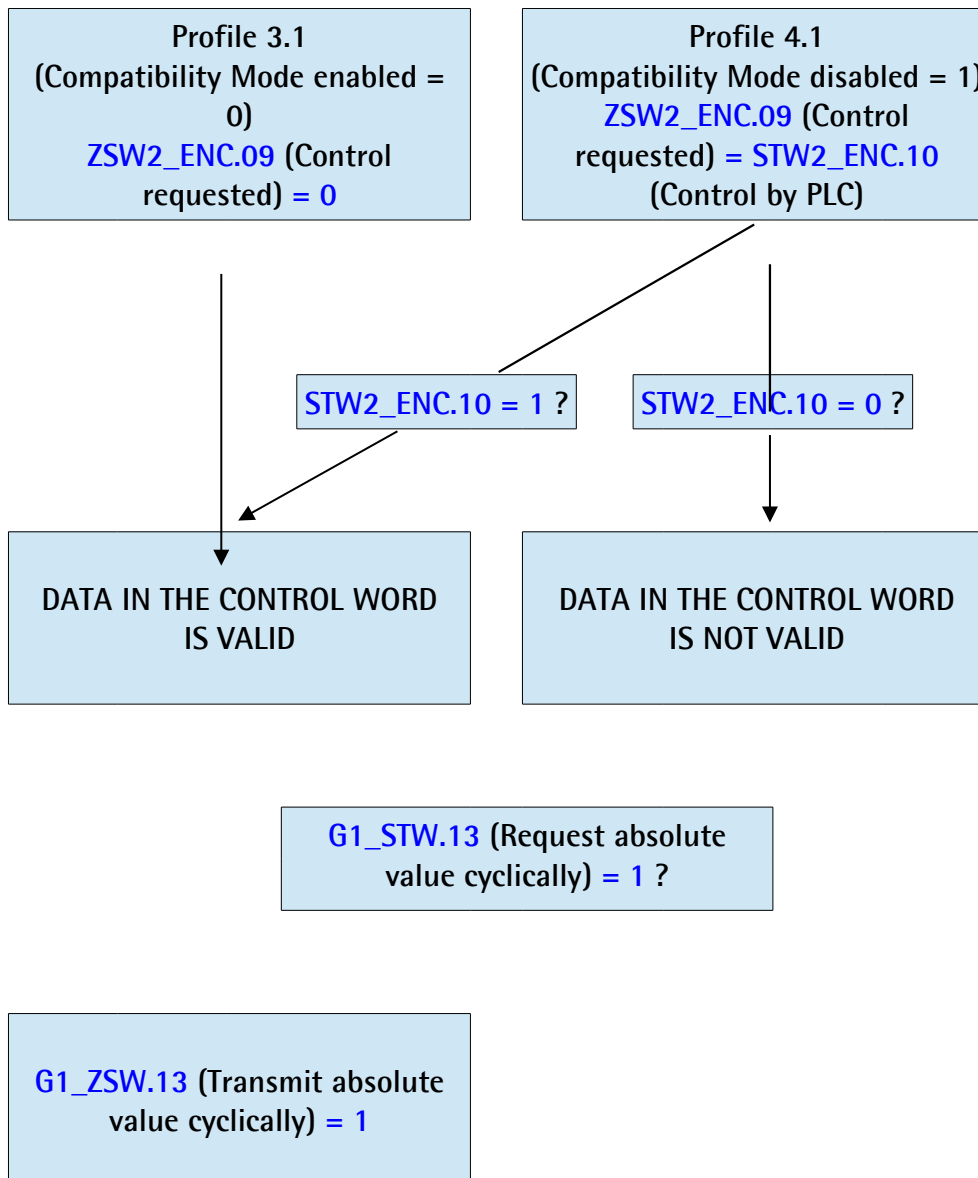 Profile 3.1
(Compatibility Mode enabled =
0)
ZSW2_ENC.09 (Control
requested) = 0
Profile 4.1
(Compatibility Mode disabled = 1)
ZSW2_ENC.09 (Control
requested) = STW2_ENC.10
(Control by PLC)
STW2_ENC.10 = 1 ?
STW2_ENC.10 = 0 ?
DATA IN THE CONTROL WORD
IS VALID
DATA IN THE CONTROL WORD
IS NOT VALID
G1_STW.13 (Request absolute
value cyclically) = 1 ?
G1_ZSW.13 (Transmit absolute
value cyclically) = 1